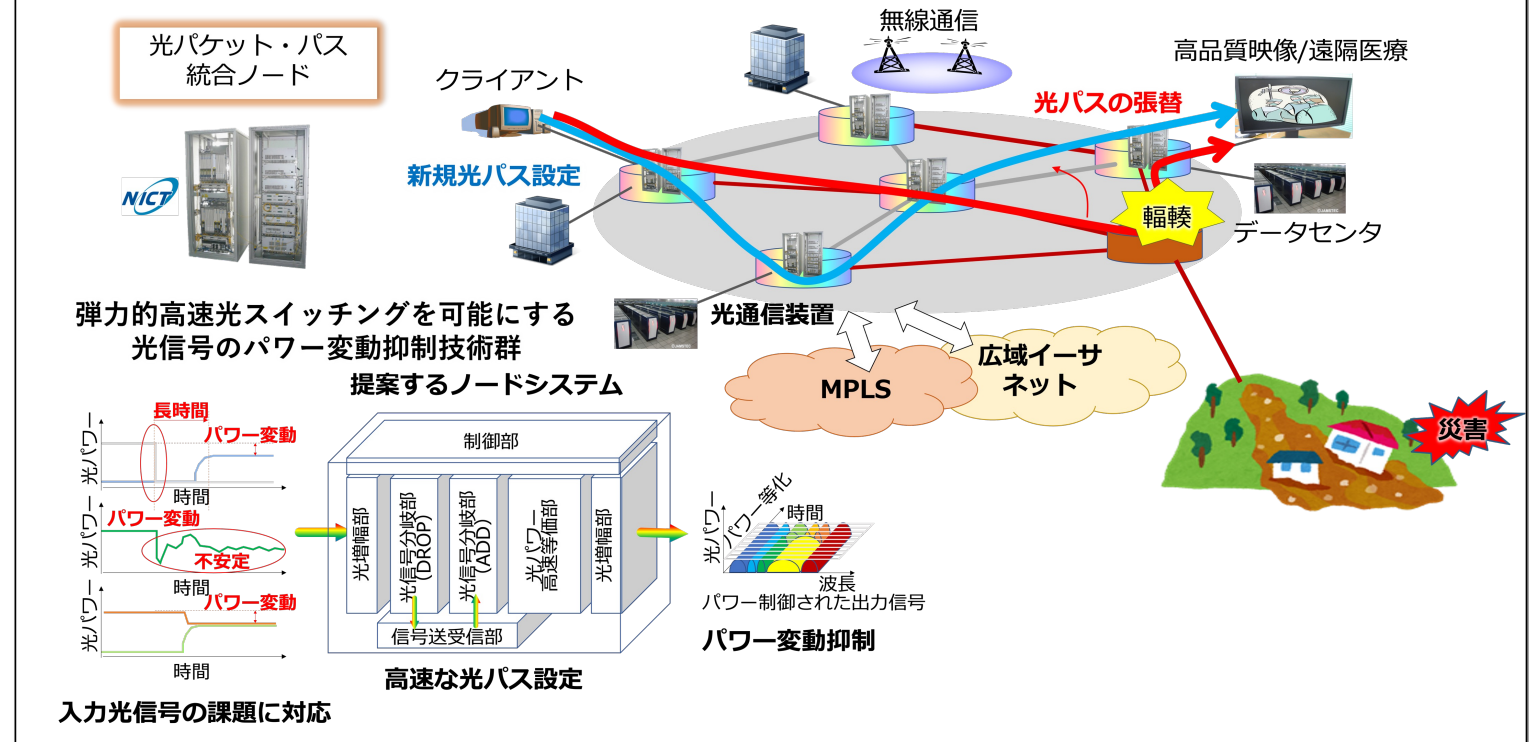 光パケット・パス
統合ノード
NICT
クライアント
無線通信
高品質映像/遠隔医療
光パスの張替
新規光パス設定
輻輳
データセンタ
光通信装置
MPLS
広域イーサ
ネット
災害
弾力的高速光スイッチングを可能にする
光信号のパワー変動抑制技術群
提案するノードシステム
長時間
パワー変動
光パワー
時間
パワー変動
光パワー
不安定
時間
パワー変動
光パワー
時間
入力光信号の課題に対応
制御部
光増幅部
光信号分岐部
(DROP)
光信号分岐部
(ADD)
光パワー
高速等価部
光増幅部
信号送受信部
高速な光パス設定
光パワー
パワー等化
時間
波長
パワー制御された出力信号
パワー変動抑制